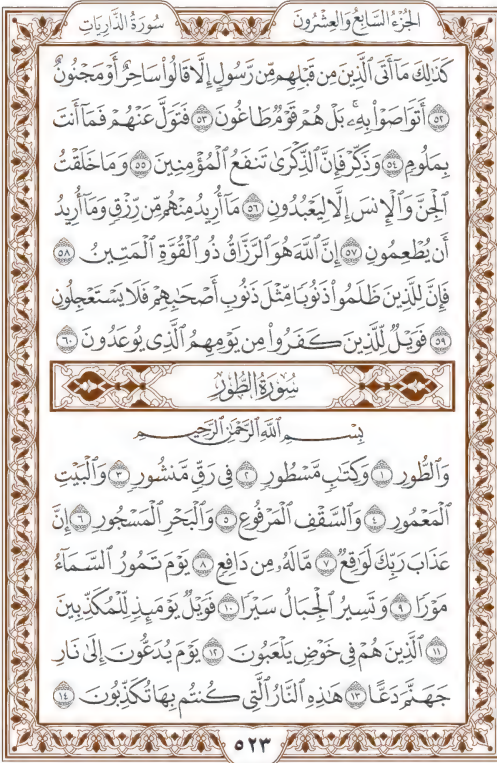 الجُزْءُ السَّابِعُ وَالعِشْرُونَ سُورَةُ الذَّارِيَاتِ
كَذَٰلِكَ مَآ أَتَى ٱلَّذِينَ مِن قَبْلِهِم مِّن رَّسُولٍ إِلَّا قَالُوا۟ سَاحِرٌ أَوْ مَجْنُونٌ
٥٢ أَتَوَاصَوْا۟ بِهِۦ ۚ بَلْ هُمْ قَوْمٌ طَاغُونَ ٥٣ فَتَوَلَّ عَنْهُمْ فَمَآ أَنتَ
بِمَلُومٍ ٥٤ وَذَكِّرْ فَإِنَّ ٱلذِّكْرَىٰ تَنفَعُ ٱلْمُؤْمِنِينَ ٥٥ وَمَا خَلَقْتُ
ٱلْجِنَّ وَٱلْإِنسَ إِلَّا لِيَعْبُدُونِ ٥٦ مَآ أُرِيدُ مِنْهُم مِّن رِّزْقٍ وَمَآ أُرِيدُ
أَن يُطْعِمُونِ ٥٧ إِنَّ ٱللَّهَ هُوَ ٱلرَّزَّاقُ ذُو ٱلْقُوَّةِ ٱلْمَتِينُ ٥٨
فَإِنَّ لِلَّذِينَ ظَلَمُوا۟ ذَنُوبًا مِّثْلَ ذَنُوبِ أَصْحَٰبِهِمْ فَلَا يَسْتَعْجِلُونِ
٥٩ فَوَيْلٌ لِّلَّذِينَ كَفَرُوا۟ مِن يَوْمِهِمُ ٱلَّذِى يُوعَدُونَ ٦٠
سُورَةُ الطُّورِ
بِسْمِ ٱللَّهِ ٱلرَّحْمَٰنِ ٱلرَّحِيمِ
وَٱلطُّورِ ١ وَكِتَٰبٍ مَّسْطُورٍ ٢ فِى رَقٍّ مَّنشُورٍ ٣ وَٱلْبَيْتِ
ٱلْمَعْمُورِ ٤ وَٱلسَّقْفِ ٱلْمَرْفُوعِ ٥ وَٱلْبَحْرِ ٱلْمَسْجُورِ ٦ إِنَّ
عَذَابَ رَبِّكَ لَوَٰقِعٌ ٧ مَّا لَهُۥ مِن دَافِعٍ ٨ يَوْمَ تَمُورُ ٱلسَّمَآءُ
مَوْرًا ٩ وَتَسِيرُ ٱلْجِبَالُ سَيْرًا ١٠ فَوَيْلٌ يَوْمَئِذٍ لِّلْمُكَذِّبِينَ
١١ ٱلَّذِينَ هُمْ فِى خَوْضٍ يَلْعَبُونَ ١٢ يَوْمَ يُدَعُّونَ إِلَىٰ نَارِ
جَهَنَّمَ دَعًّا ١٣ هَٰذِهِ ٱلنَّارُ ٱلَّتِى كُنتُم بِهَا تُكَذِّبُونَ ١٤
٥٢٣